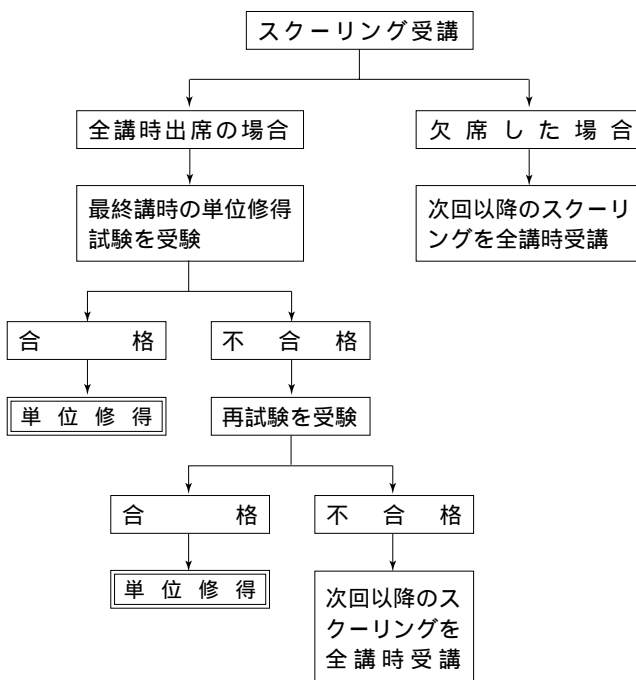 スクーリング受講
全講時出席の場合
欠席した場合
最終講時の単位修得
試験を受験
次回以降のスクーリ
ングを全講時受講
合格
不合格
単位修得
再試験を受験
合格
不合格
単位修得
次回以降のス
クーリングを
全講時受講